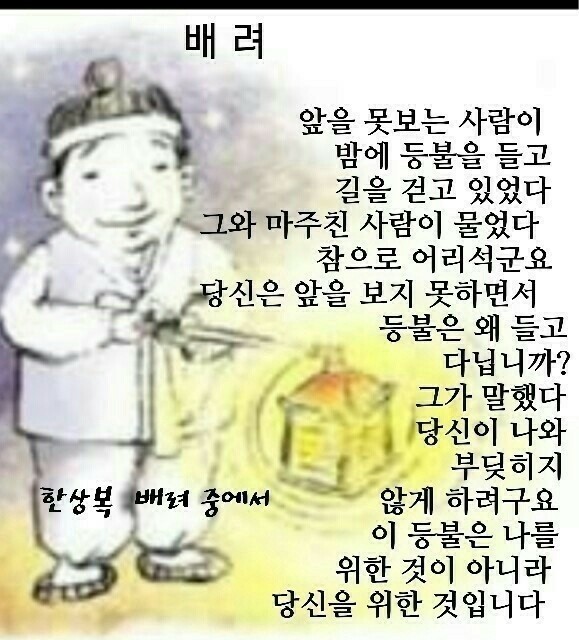 배 려
앞을 못보는 사람이
밤에 등불을 들고
길을 걷고 있었다
그와 마주친 사람이 물었다
참으로 어리석군요
당신은 앞을 보지 못하면서
등불은 왜 들고
다닙니까?
그가 말했다
당신이 나와
부딪히지
않게 하려구요
이 등불은 나를
위한 것이 아니라
당신을 위한 것입니다
한상복 배려 중에서